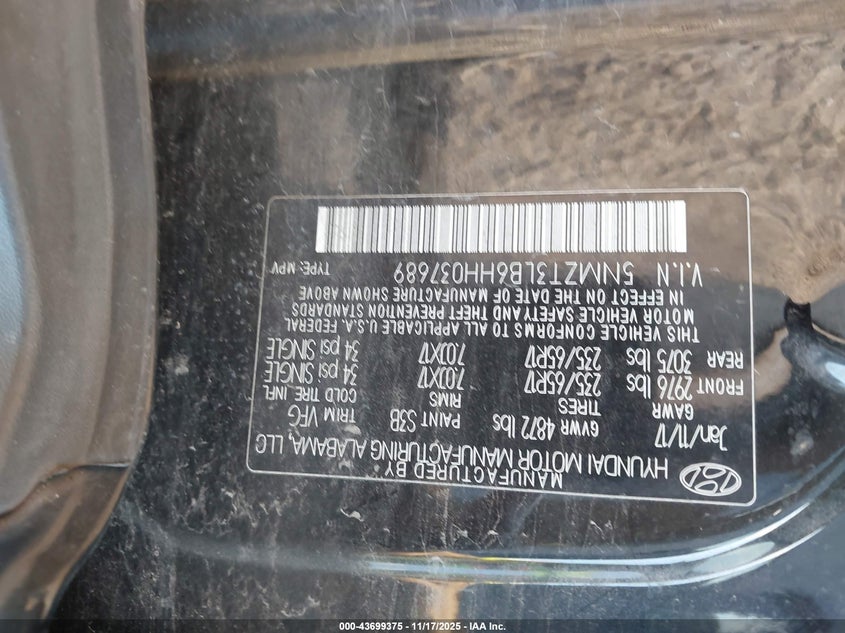 MANUFACTURED BY:
HYUNDAI MOTOR MANUFACTURING ALABAMA, LLC
Jan/11/17 GVWR 4872 lbs PAINT S3B TRIM VFG
GAWR TIRES RIMS COLD TIRE. INFL
FRONT 2976 lbs 235/65R17 7.0JX17 34 psi SINGLE
REAR 3075 lbs 235/65R17 7.0JX17 34 psi SINGLE
THIS VEHICLE CONFORMS TO ALL APPLICABLE U.S.A. FEDERAL
MOTOR VEHICLE SAFETY AND THEFT PREVENTION STANDARDS
IN EFFECT ON THE DATE OF MANUFACTURE SHOWN ABOVE
V.I.N 5NMZT3LB6HH037689 TYPE: MPV
000-43699375 | 11/17/2025 | IAA Inc.